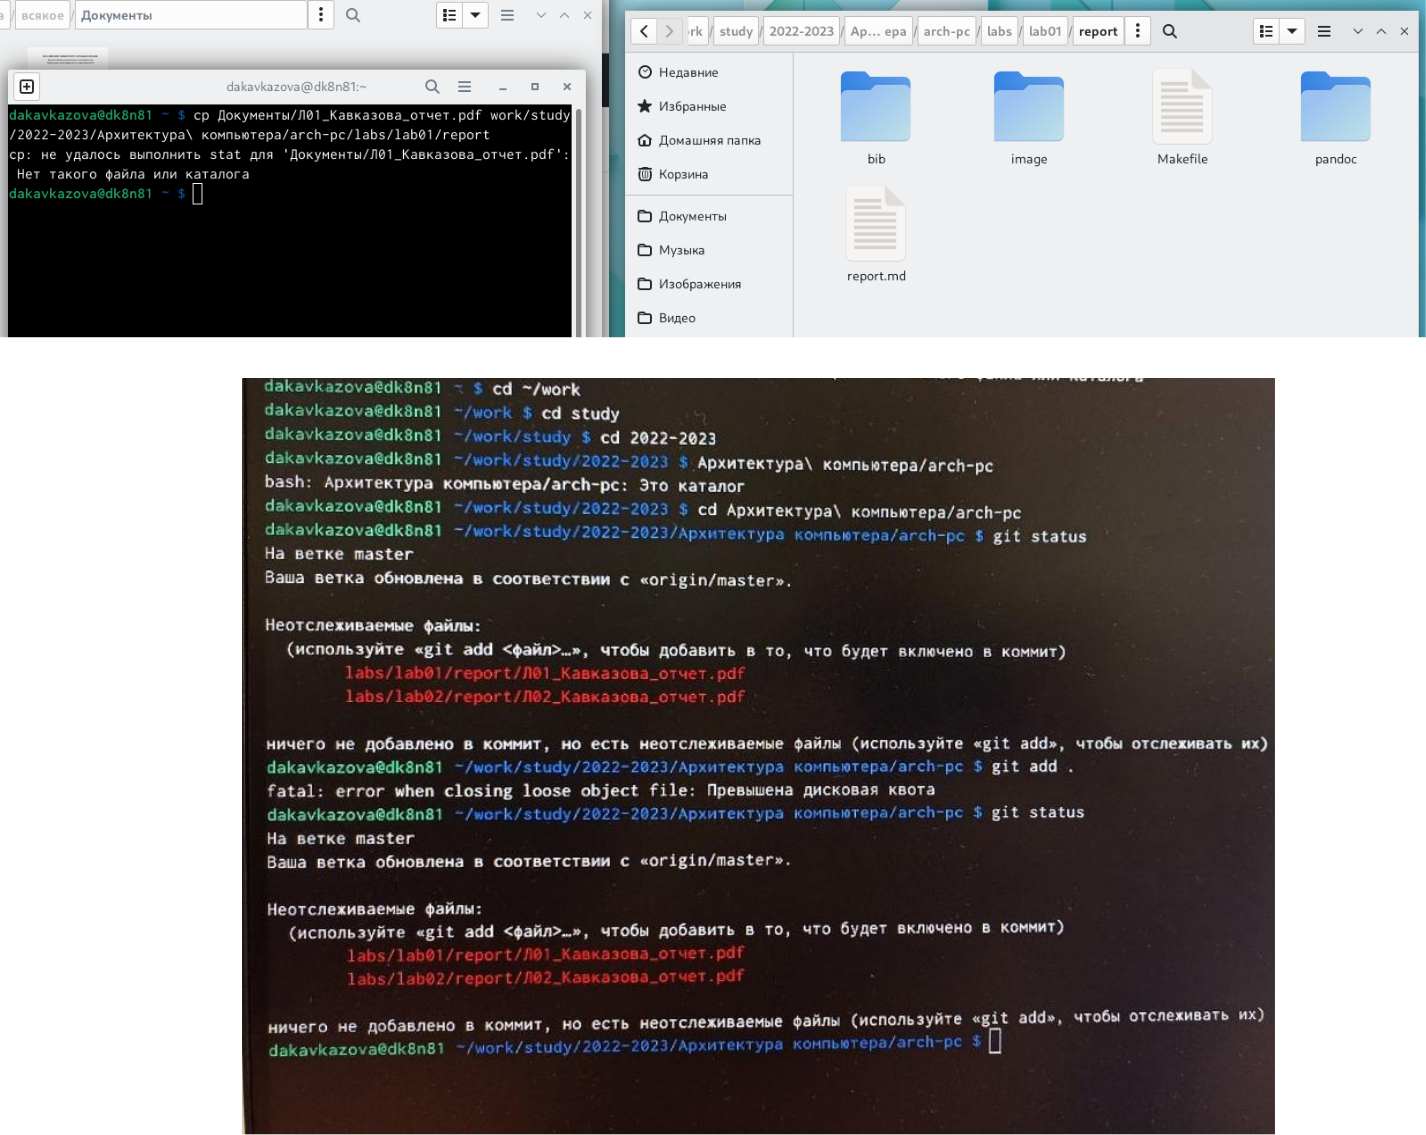 всякое / Документы
dakavkazova@dk8n81:~
dakavkazova@dk8n81 ~ $ cp Документы/Л01_Кавказова_отчет.pdf work/study
/2022-2023/Архитектура\ компьютера/arch-pc/labs/lab01/report
cp: не удалось выполнить stat для 'Документы/Л01_Кавказова_отчет.pdf':
Нет такого файла или каталога
dakavkazova@dk8n81 ~ $
rk / study / 2022-2023 / Ар… ера / arch-pc / labs / lab01 / report
Недавние
Избранные
Домашняя папка
Корзина
Документы
Музыка
Изображения
Видео
bib
image
Makefile
pandoc
report.md
dakavkazova@dk8n81 ~ $ cd ~/work
dakavkazova@dk8n81 ~/work $ cd study
dakavkazova@dk8n81 ~/work/study $ cd 2022-2023
dakavkazova@dk8n81 ~/work/study/2022-2023 $ Архитектура\ компьютера/arch-pc
bash: Архитектура компьютера/arch-pc: Это каталог
dakavkazova@dk8n81 ~/work/study/2022-2023 $ cd Архитектура\ компьютера/arch-pc
dakavkazova@dk8n81 ~/work/study/2022-2023/Архитектура компьютера/arch-pc $ git status
На ветке master
Ваша ветка обновлена в соответствии с «origin/master».
Неотслеживаемые файлы:
(используйте «git add <файл>…», чтобы добавить в то, что будет включено в коммит)
labs/lab01/report/Л01_Кавказова_отчет.pdf
labs/lab02/report/Л02_Кавказова_отчет.pdf
ничего не добавлено в коммит, но есть неотслеживаемые файлы (используйте «git add», чтобы отслеживать их)
dakavkazova@dk8n81 ~/work/study/2022-2023/Архитектура компьютера/arch-pc $ git add .
fatal: error when closing loose object file: Превышена дисковая квота
dakavkazova@dk8n81 ~/work/study/2022-2023/Архитектура компьютера/arch-pc $ git status
На ветке master
Ваша ветка обновлена в соответствии с «origin/master».
Неотслеживаемые файлы:
(используйте «git add <файл>…», чтобы добавить в то, что будет включено в коммит)
labs/lab01/report/Л01_Кавказова_отчет.pdf
labs/lab02/report/Л02_Кавказова_отчет.pdf
ничего не добавлено в коммит, но есть неотслеживаемые файлы (используйте «git add», чтобы отслеживать их)
dakavkazova@dk8n81 ~/work/study/2022-2023/Архитектура компьютера/arch-pc $